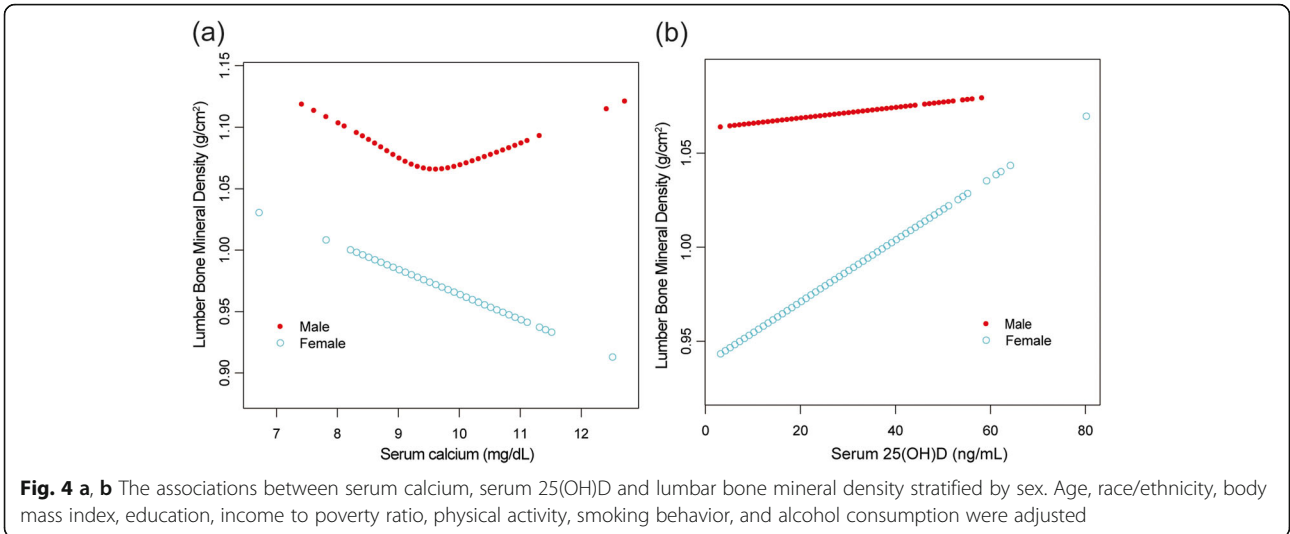 (a)
Lumber Bone Mineral Density (g/cm²)
1.15
1.10
1.05
1.00
0.95
0.90
Male
Female
7 8 9 10 11 12
Serum calcium (mg/dL)
(b)
Lumber Bone Mineral Density (g/cm²)
1.05
1.00
0.95
Male
Female
0 20 40 60 80
Serum 25(OH)D (ng/mL)
Fig. 4 a, b The associations between serum calcium, serum 25(OH)D and lumbar bone mineral density stratified by sex. Age, race/ethnicity, body
mass index, education, income to poverty ratio, physical activity, smoking behavior, and alcohol consumption were adjusted